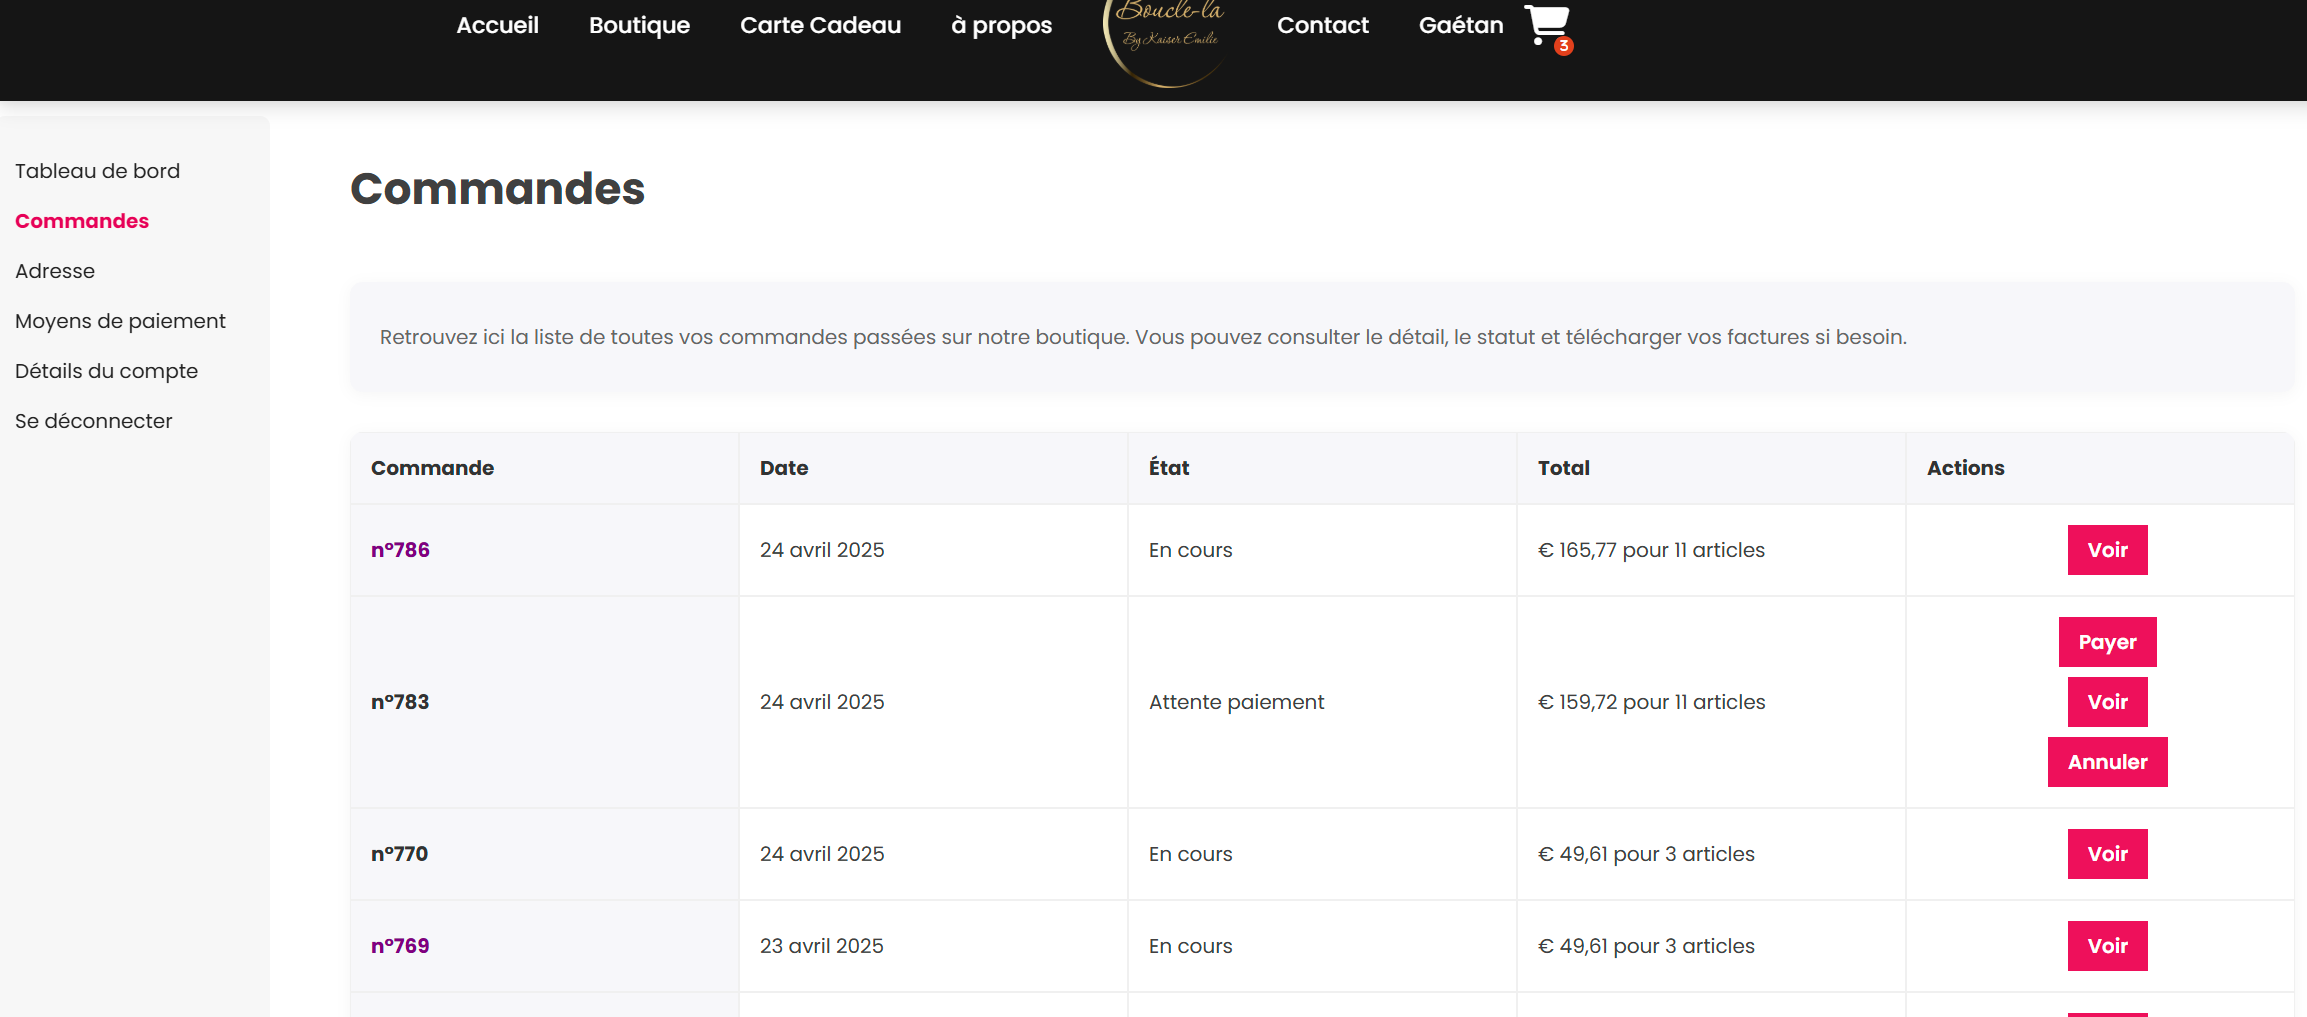 Accueil
Boutique
Carte Cadeau
à propos
Boucle-la
By Kaiser Emilie
Contact
Gaétan
3
Tableau de bord
Commandes
Adresse
Moyens de paiement
Détails du compte
Se déconnecter
Commandes
Retrouvez ici la liste de toutes vos commandes passées sur notre boutique. Vous pouvez consulter le détail, le statut et télécharger vos factures si besoin.
Commande Date État Total Actions
n°786 24 avril 2025 En cours € 165,77 pour 11 articles Voir
n°783 24 avril 2025 Attente paiement € 159,72 pour 11 articles Payer
Voir
Annuler
n°770 24 avril 2025 En cours € 49,61 pour 3 articles Voir
n°769 23 avril 2025 En cours € 49,61 pour 3 articles Voir